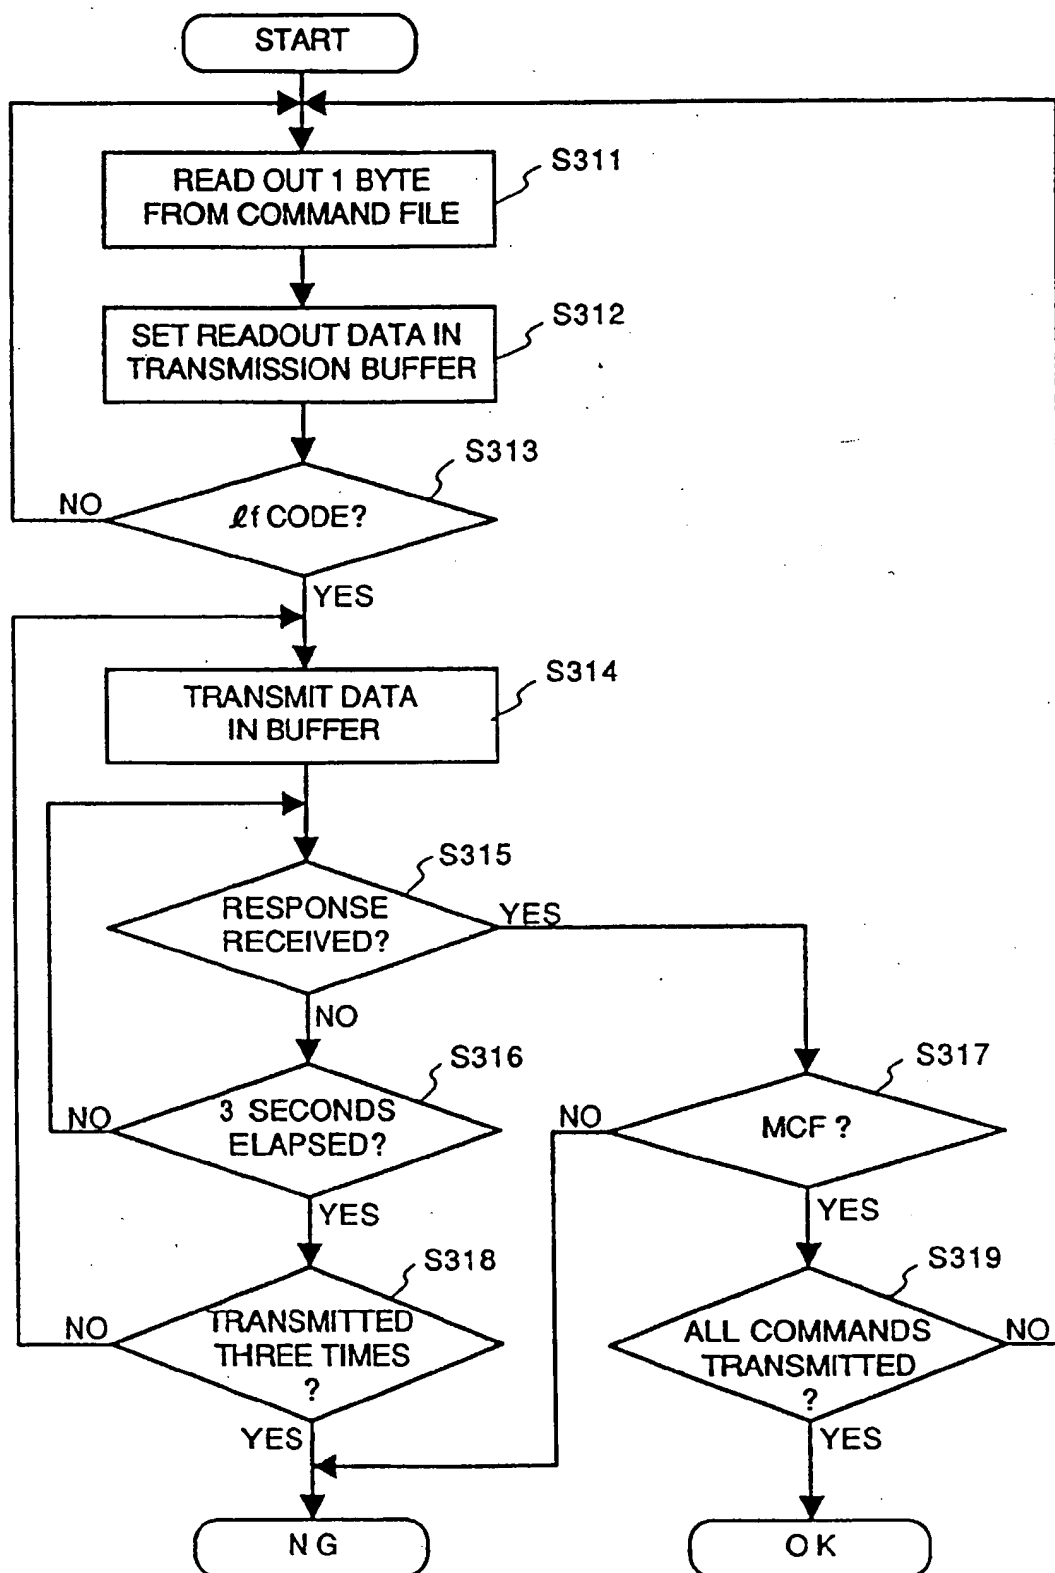 START
READ OUT 1 BYTE
FROM COMMAND FILE
S311
SET READOUT DATA IN
TRANSMISSION BUFFER
S312
ℓf CODE?
S313
NO
YES
TRANSMIT DATA
IN BUFFER
S314
RESPONSE
RECEIVED?
S315
YES
NO
3 SECONDS
ELAPSED?
S316
NO
YES
MCF ?
S317
NO
YES
TRANSMITTED
THREE TIMES
?
S318
NO
YES
ALL COMMANDS
TRANSMITTED
?
S319
NO
YES
NG
OK